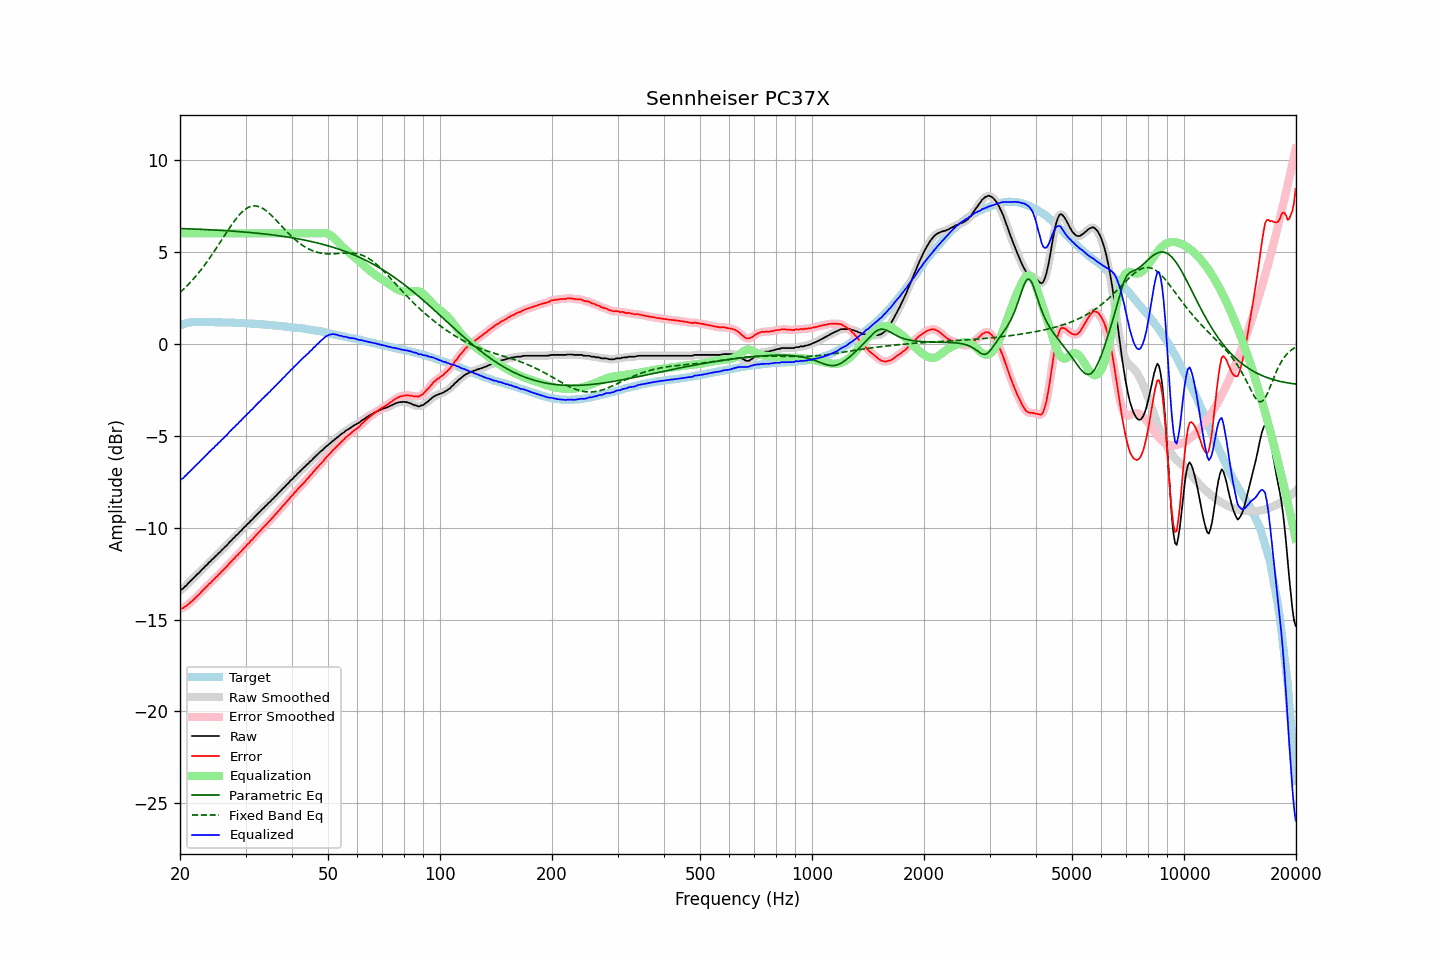 Sennheiser PC37X
Amplitude (dBr)
10
5
0
−5
−10
−15
−20
−25
Target
Raw Smoothed
Error Smoothed
Raw
Error
Equalization
Parametric Eq
Fixed Band Eq
Equalized
20 50 100 200 500 1000 2000 5000 10000 20000
Frequency (Hz)